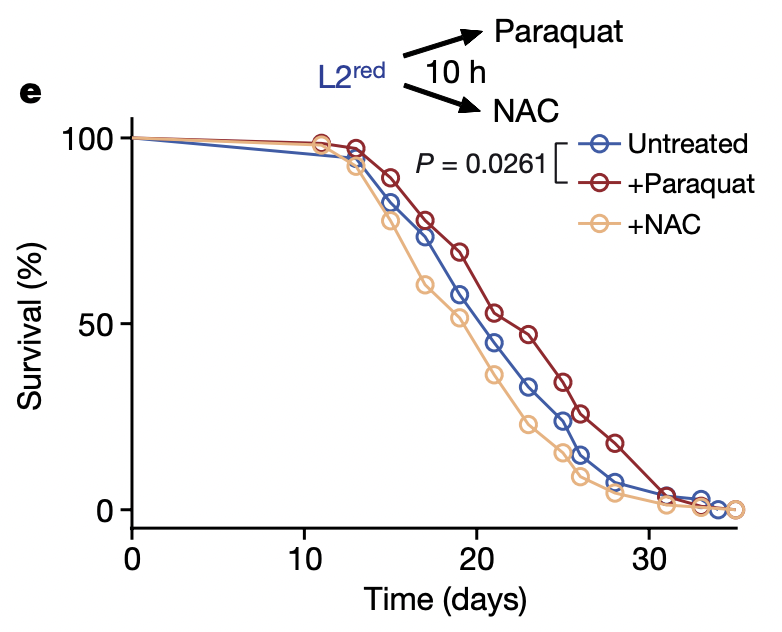 e
Paraquat
L2red
10 h
NAC
P = 0.0261
Untreated
+Paraquat
+NAC
Survival (%)
100
50
0
0 10 20 30
Time (days)